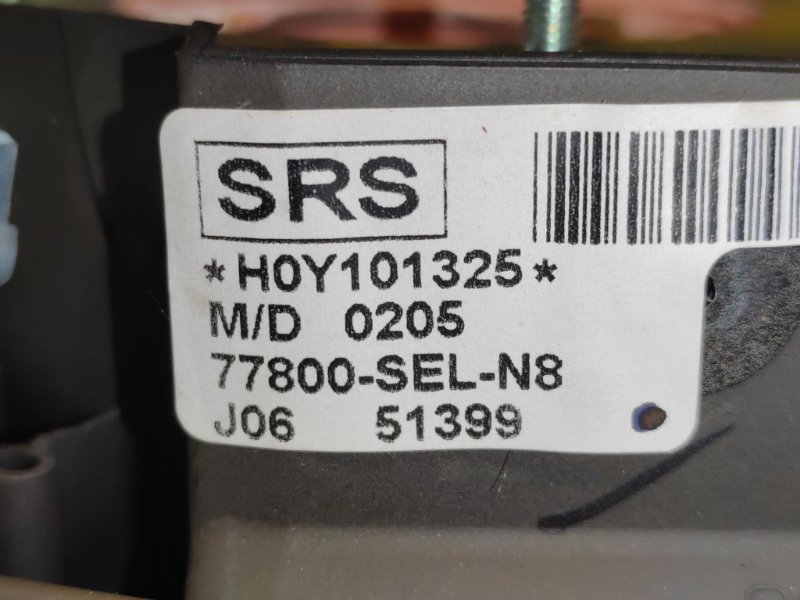 SRS
*H0Y101325*
M/D 0205
77800-SEL-N8
J06 51399